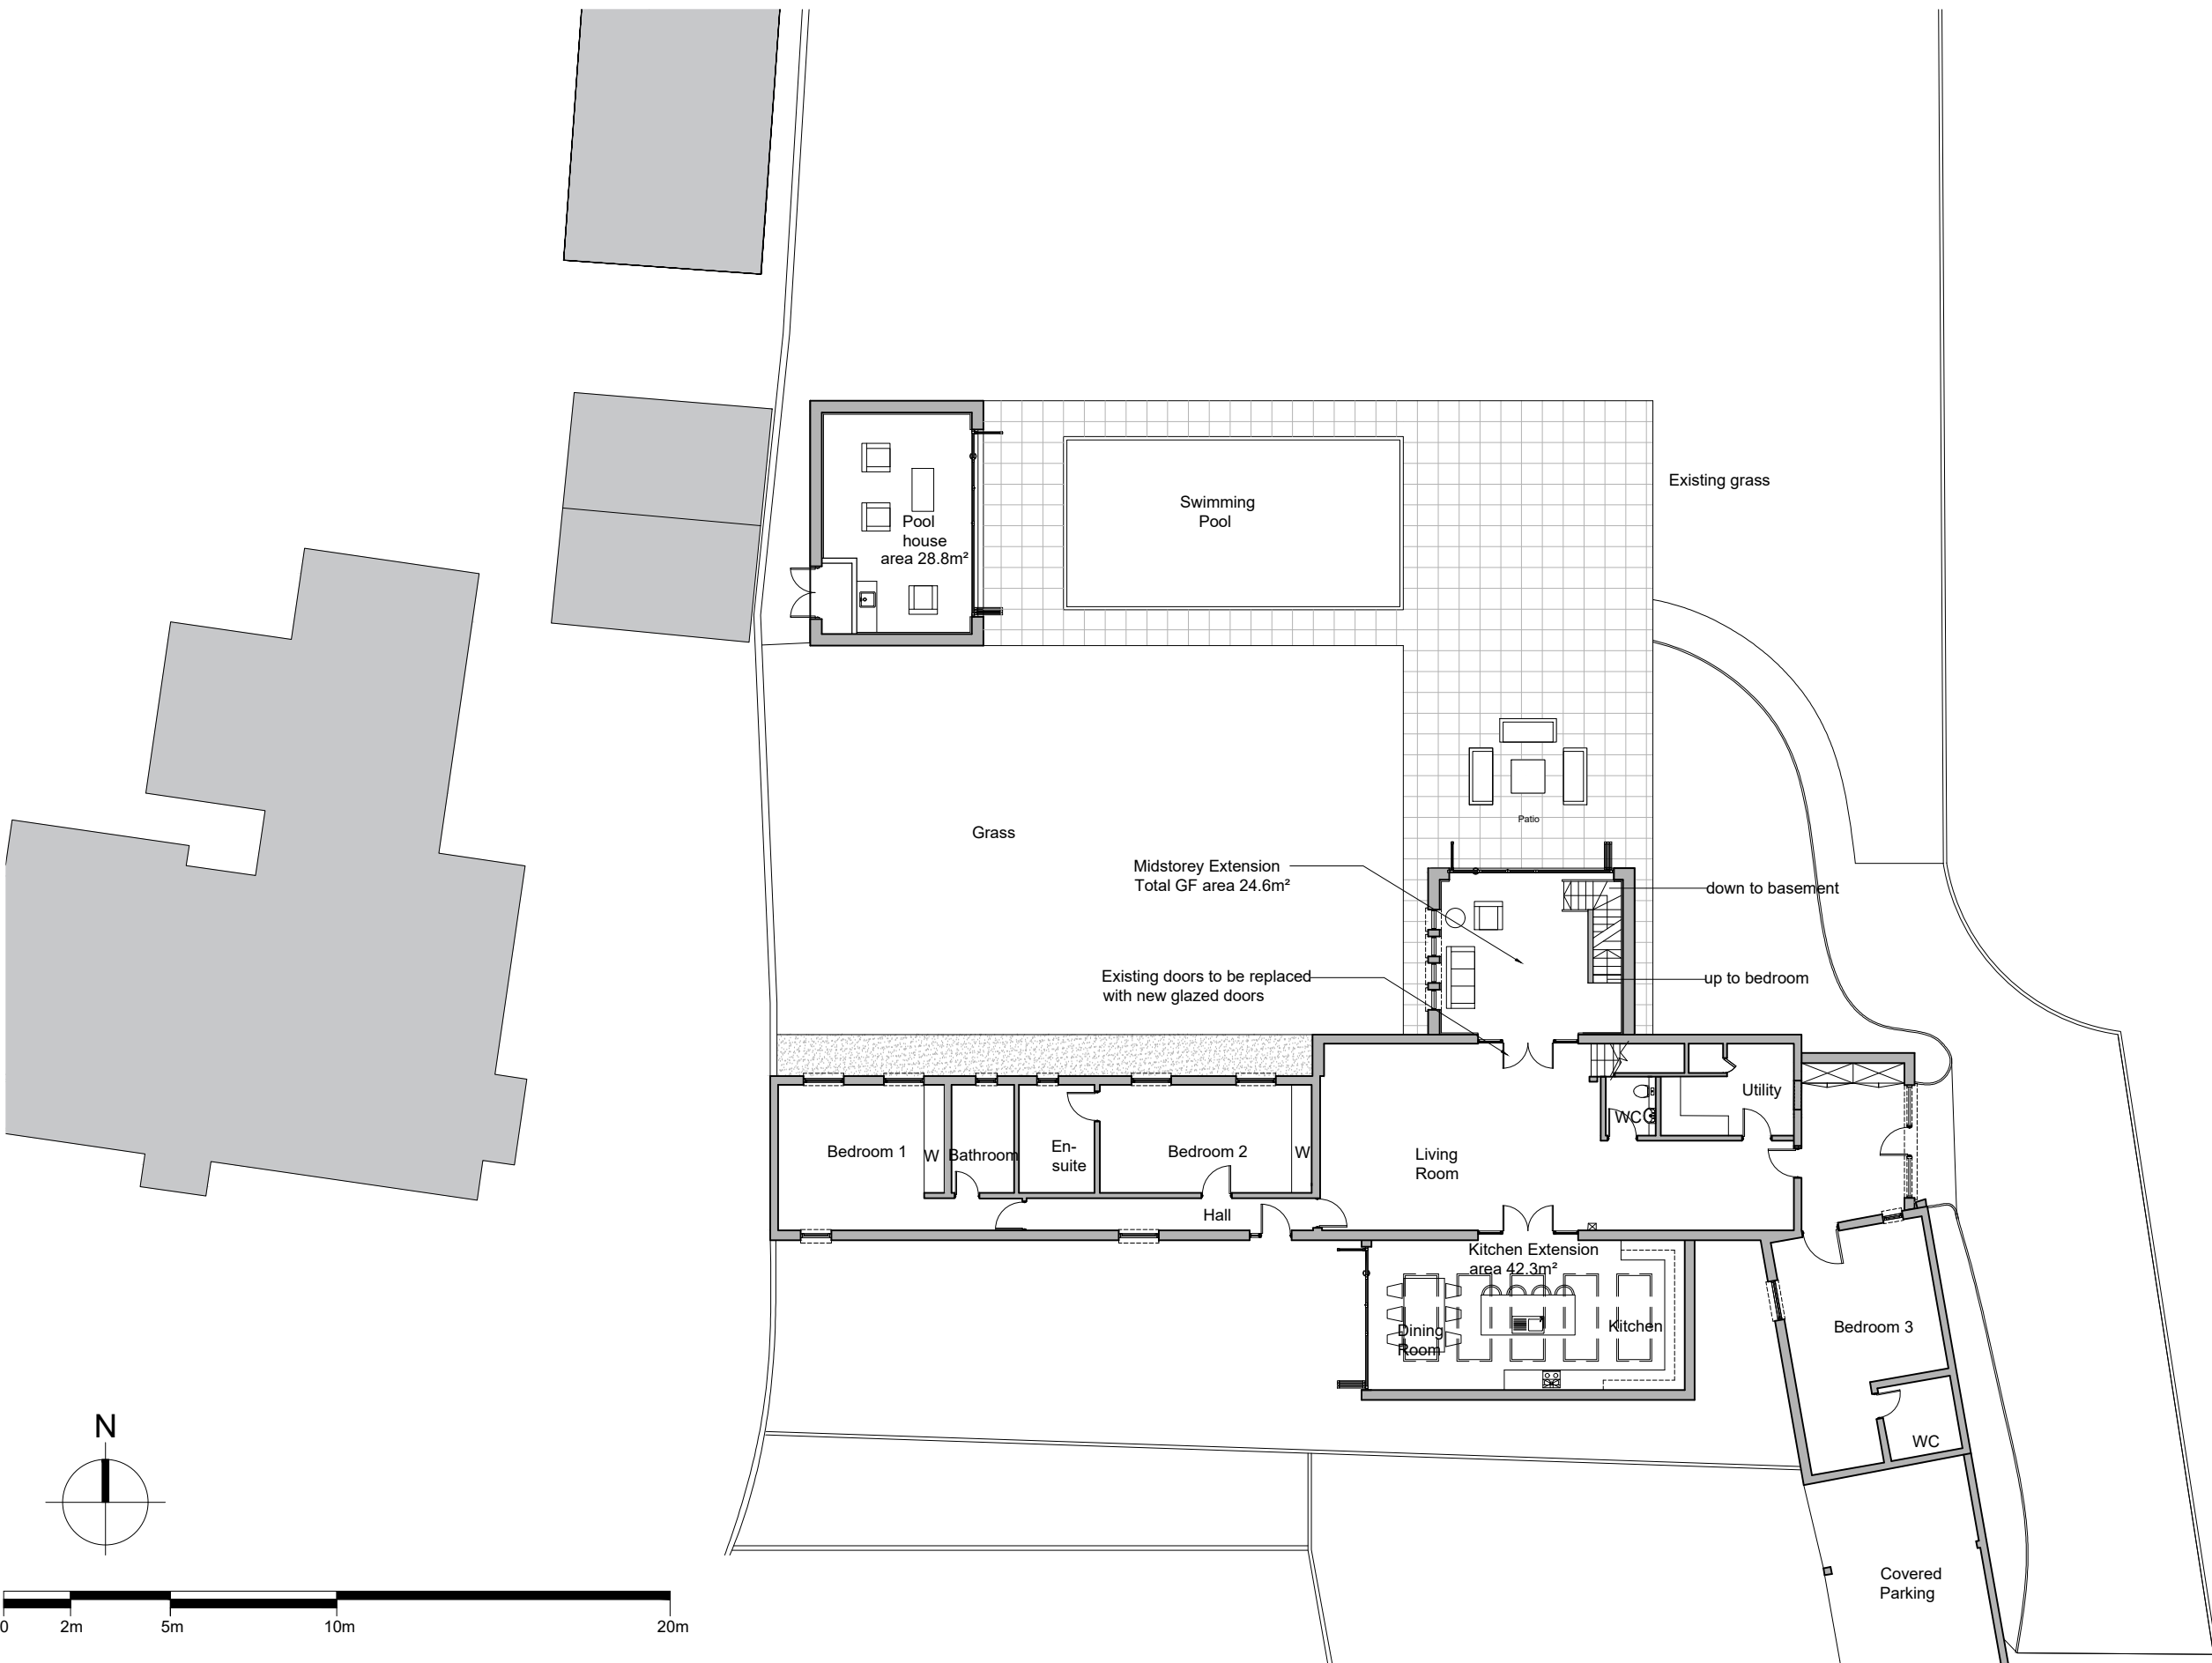 Existing grass
Swimming
Pool
Pool
house
area 28.8m²
Patio
Grass
Midstorey Extension
Total GF area 24.6m²
down to basement
Existing doors to be replaced
with new glazed doors
up to bedroom
Utility
WC
Bedroom 1
W
Bathroom
En-
suite
Bedroom 2
W
Living
Room
Hall
Kitchen Extension
area 42.3m²
Dining
Room
Kitchen
Bedroom 3
WC
N
Covered
Parking
0
2m
5m
10m
20m